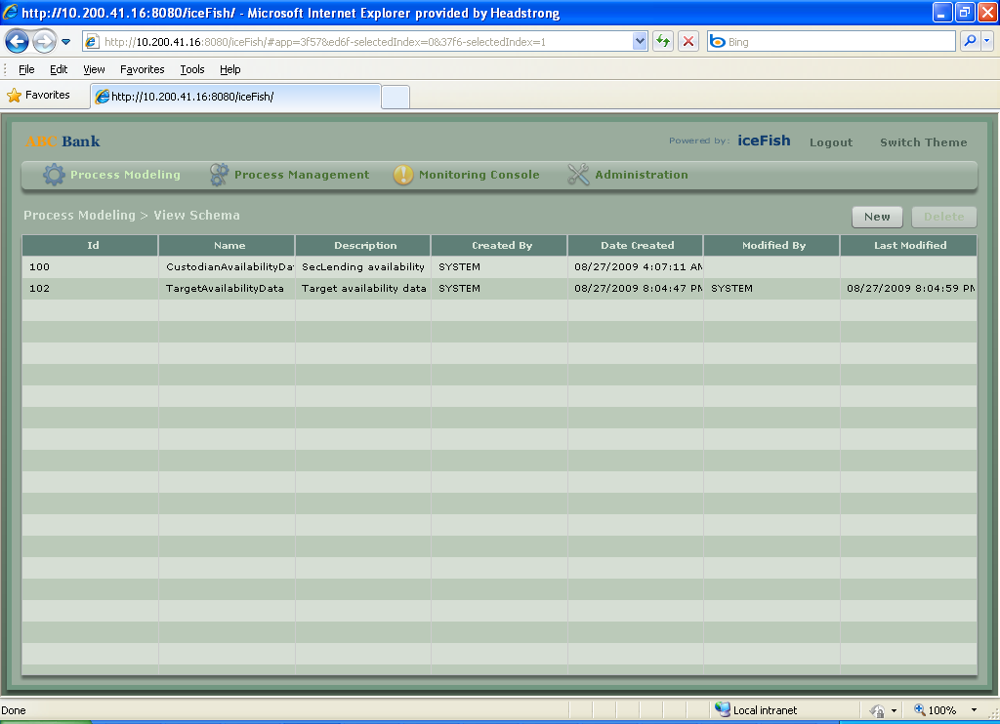 http://10.200.41.16:8080/iceFish/ - Microsoft Internet Explorer provided by Headstrong
http://10.200.41.16:8080/iceFish/#app=3f57&ed6f-selectedIndex=0&37f6-selectedIndex=1
Bing
File Edit View Favorites Tools Help
Favorites http://10.200.41.16:8080/iceFish/
ABC Bank Powered by: iceFish Logout Switch Theme
Process Modeling Process Management Monitoring Console Administration
Process Modeling > View Schema New Delete
Id Name Description Created By Date Created Modified By Last Modified
100 CustodianAvailabilityDat SecLending availability SYSTEM 08/27/2009 4:07:11 AM
102 TargetAvailabilityData Target availability data SYSTEM 08/27/2009 8:04:47 PM SYSTEM 08/27/2009 8:04:59 PM
Done Local intranet 100%